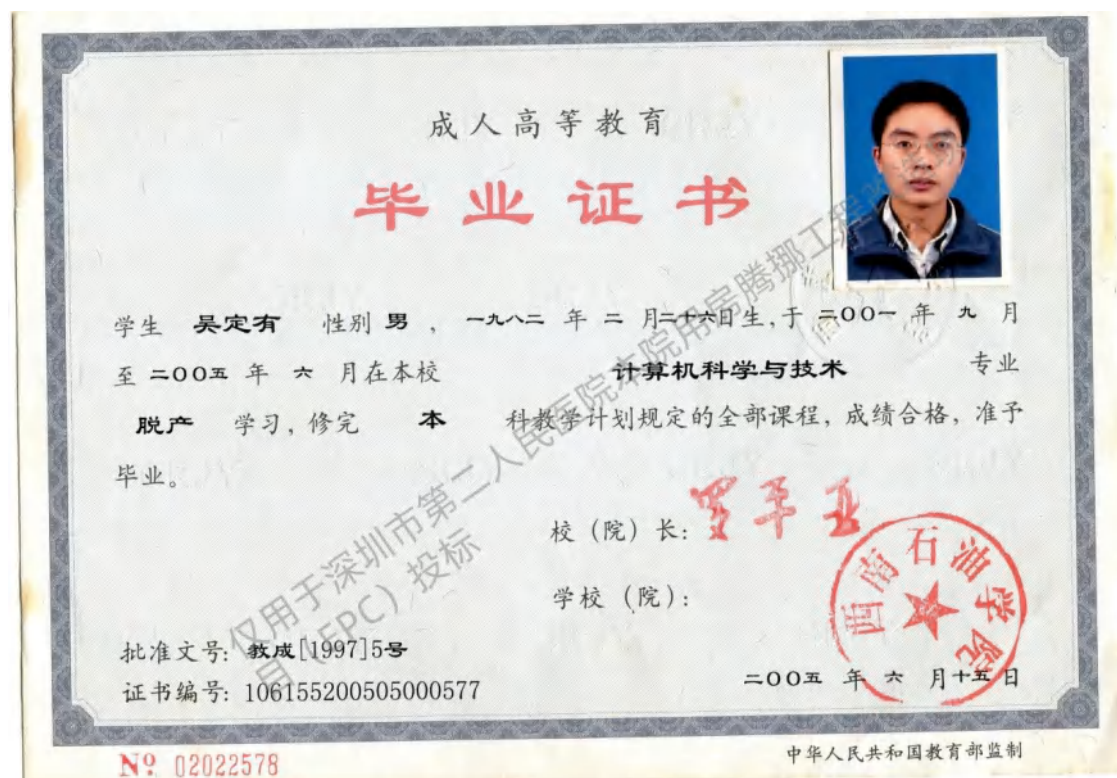 成人高等教育
毕业证书
学生 吴定有 性别 男 ，一九八二 年 二 月二十六日生，于 二00一 年 九 月
至 二00五 年 六 月在本校 计算机科学与技术 专业
脱产 学习，修完 本 科教学计划规定的全部课程，成绩合格，准予
毕业。
校（院）长：
学校（院）：
西南石油学院
批准文号：教成[1997]5号
证书编号：106155200505000577
二00五 年 六 月十五日
中华人民共和国教育部监制
Nº 02022578
仅用于深圳市第二人民医院本院用房腾挪工程
目（EPC）投标